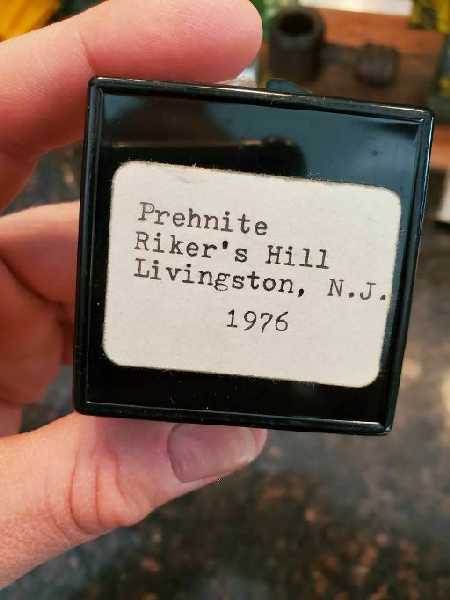 Prehnite
Riker's Hill
Livingston, N.J.
1976